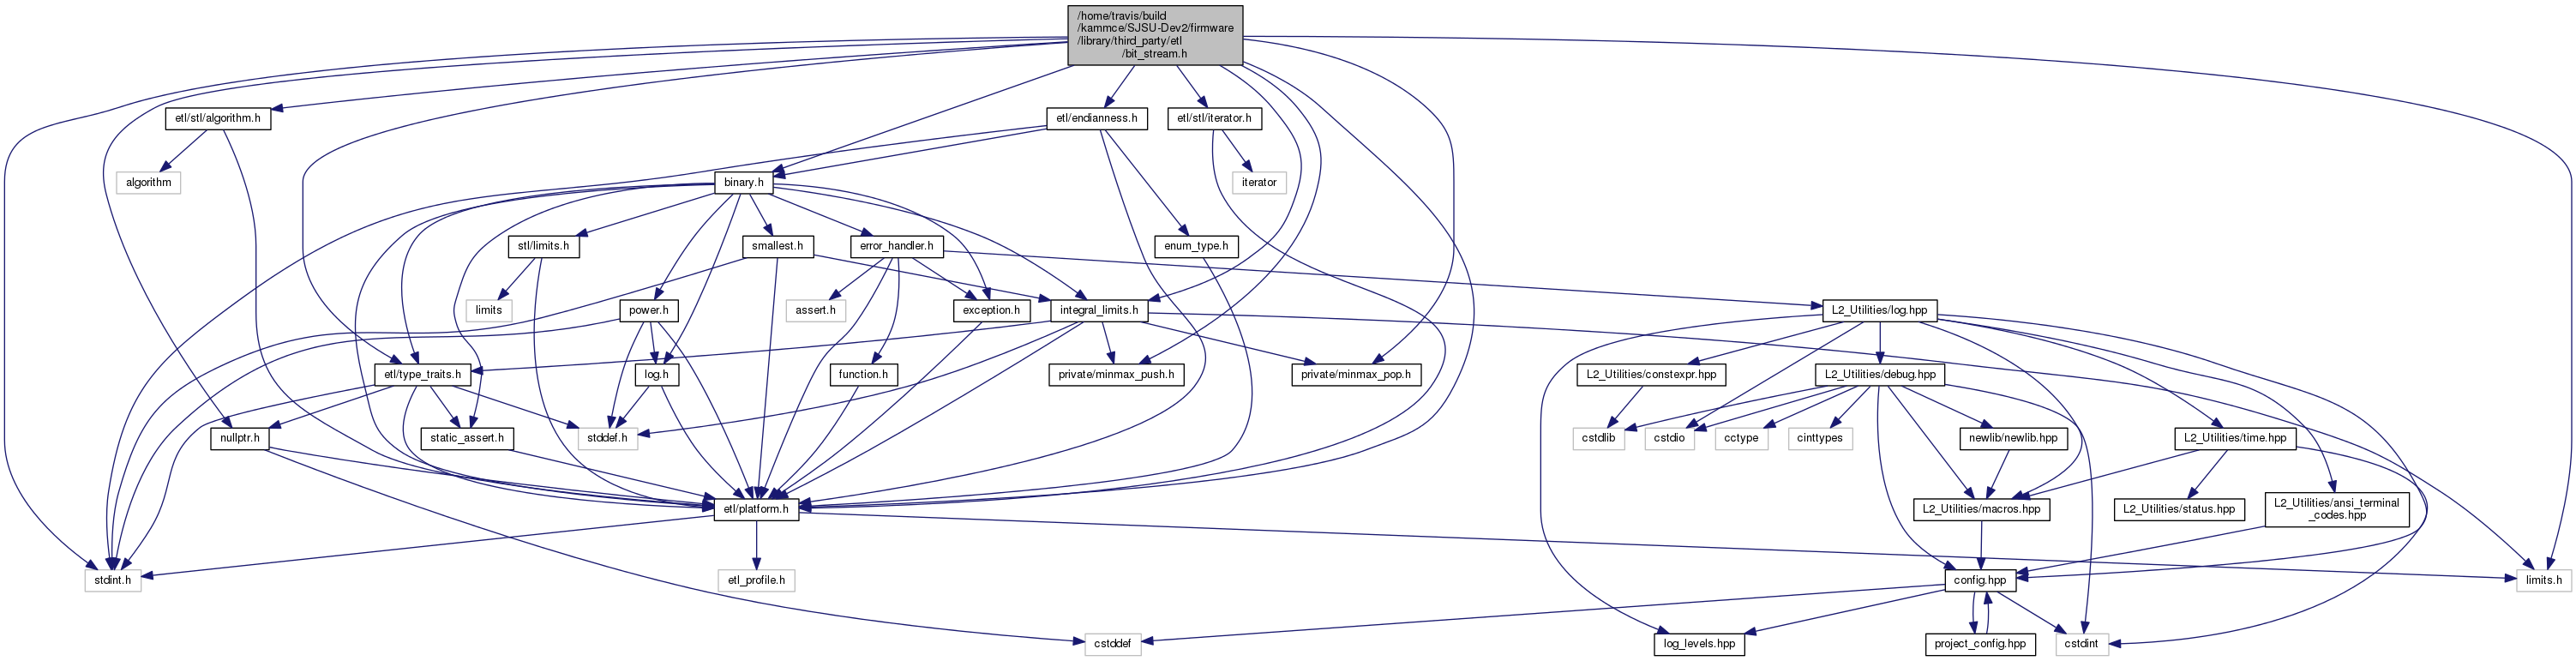 /home/travis/build
/kammce/SJSU-Dev2/firmware
/library/third_party/etl
/bit_stream.h
etl/stl/algorithm.h
etl/endianness.h
etl/stl/iterator.h
algorithm
binary.h
iterator
stl/limits.h
smallest.h
error_handler.h
enum_type.h
limits
power.h
assert.h
exception.h
integral_limits.h
L2_Utilities/log.hpp
etl/type_traits.h
log.h
function.h
private/minmax_push.h
private/minmax_pop.h
L2_Utilities/constexpr.hpp
L2_Utilities/debug.hpp
nullptr.h
static_assert.h
stddef.h
cstdlib
cstdio
cctype
cinttypes
newlib/newlib.hpp
L2_Utilities/time.hpp
etl/platform.h
L2_Utilities/macros.hpp
L2_Utilities/status.hpp
L2_Utilities/ansi_terminal
_codes.hpp
stdint.h
etl_profile.h
config.hpp
limits.h
cstddef
log_levels.hpp
project_config.hpp
cstdint